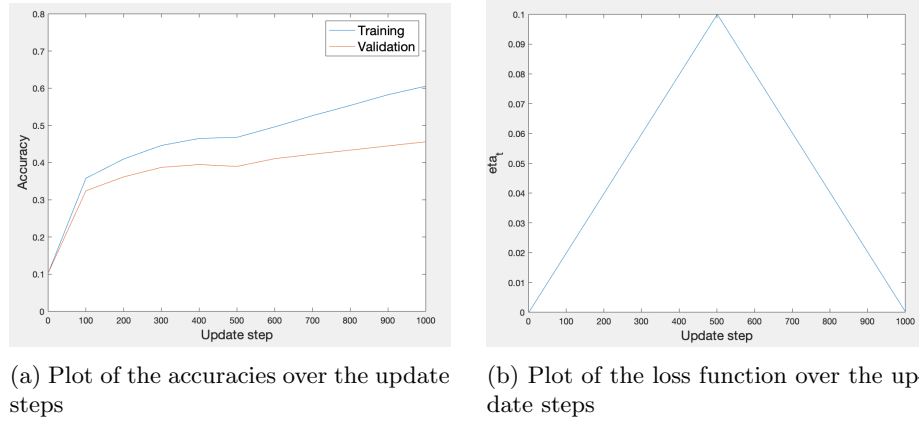 0.8
0.7
0.6
0.5
0.4
0.3
0.2
0.1
0
Accuracy
Training
Validation
0 100 200 300 400 500 600 700 800 900 1000
Update step
(a) Plot of the accuracies over the update
steps
0.1
0.09
0.08
0.07
0.06
0.05
0.04
0.03
0.02
0.01
0
eta_t
0 100 200 300 400 500 600 700 800 900 1000
Update step
(b) Plot of the loss function over the up-
date steps